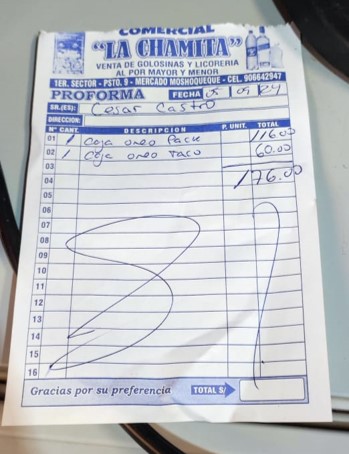 COMERCIAL
"LA CHAMITA"
VENTA DE GOLOSINAS Y LICORERIA
AL POR MAYOR Y MENOR
1ER. SECTOR - PSTO. 9 - MERCADO MOSHOQUEQUE - CEL. 906642947
PROFORMA FECHA 05 09 24
SR.(ES): Cesar Castro
DIRECCION:
Nº CANT. DESCRIPCION P. UNIT. TOTAL
01 1 Caja oreo Pack 116.00
02 1 Caja oreo Taco 60.00
03
04 176.00
05
06
07
08
09
10
11
12
13
14
15
16
Gracias por su preferencia TOTAL S/